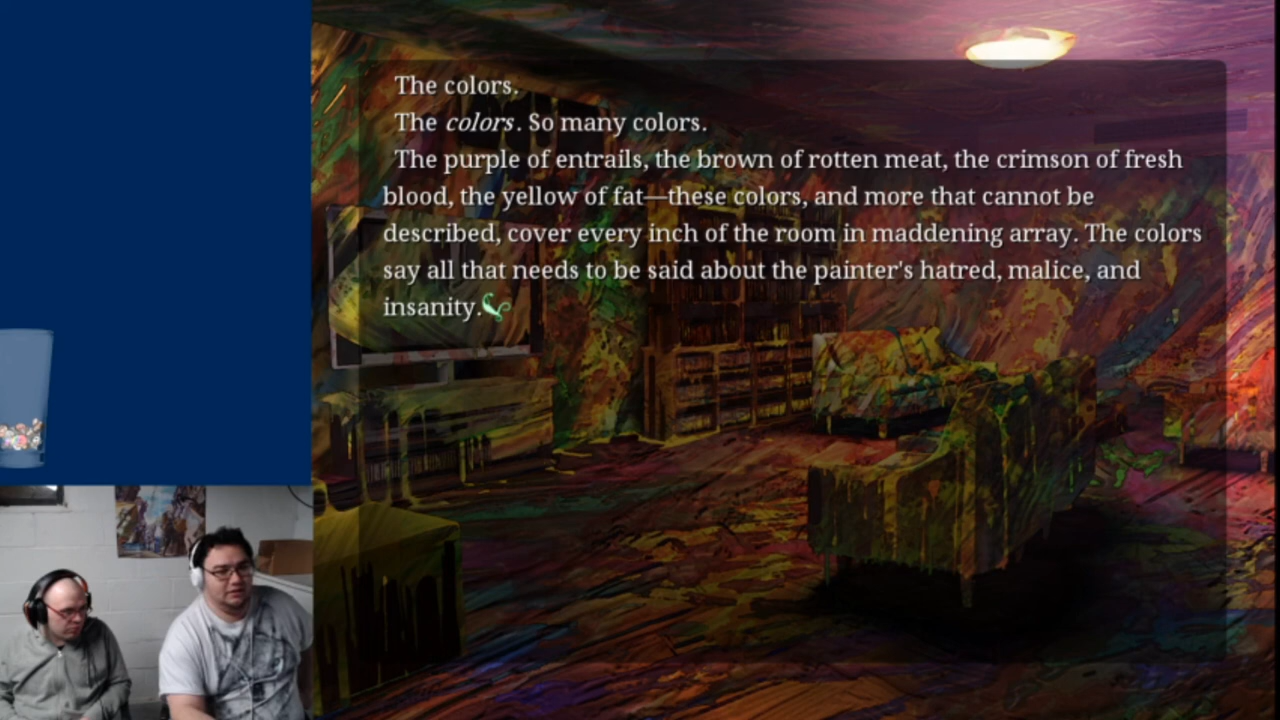 The colors.
The colors. So many colors.
The purple of entrails, the brown of rotten meat, the crimson of fresh
blood, the yellow of fat—these colors, and more that cannot be
described, cover every inch of the room in maddening array. The colors
say all that needs to be said about the painter's hatred, malice, and
insanity.